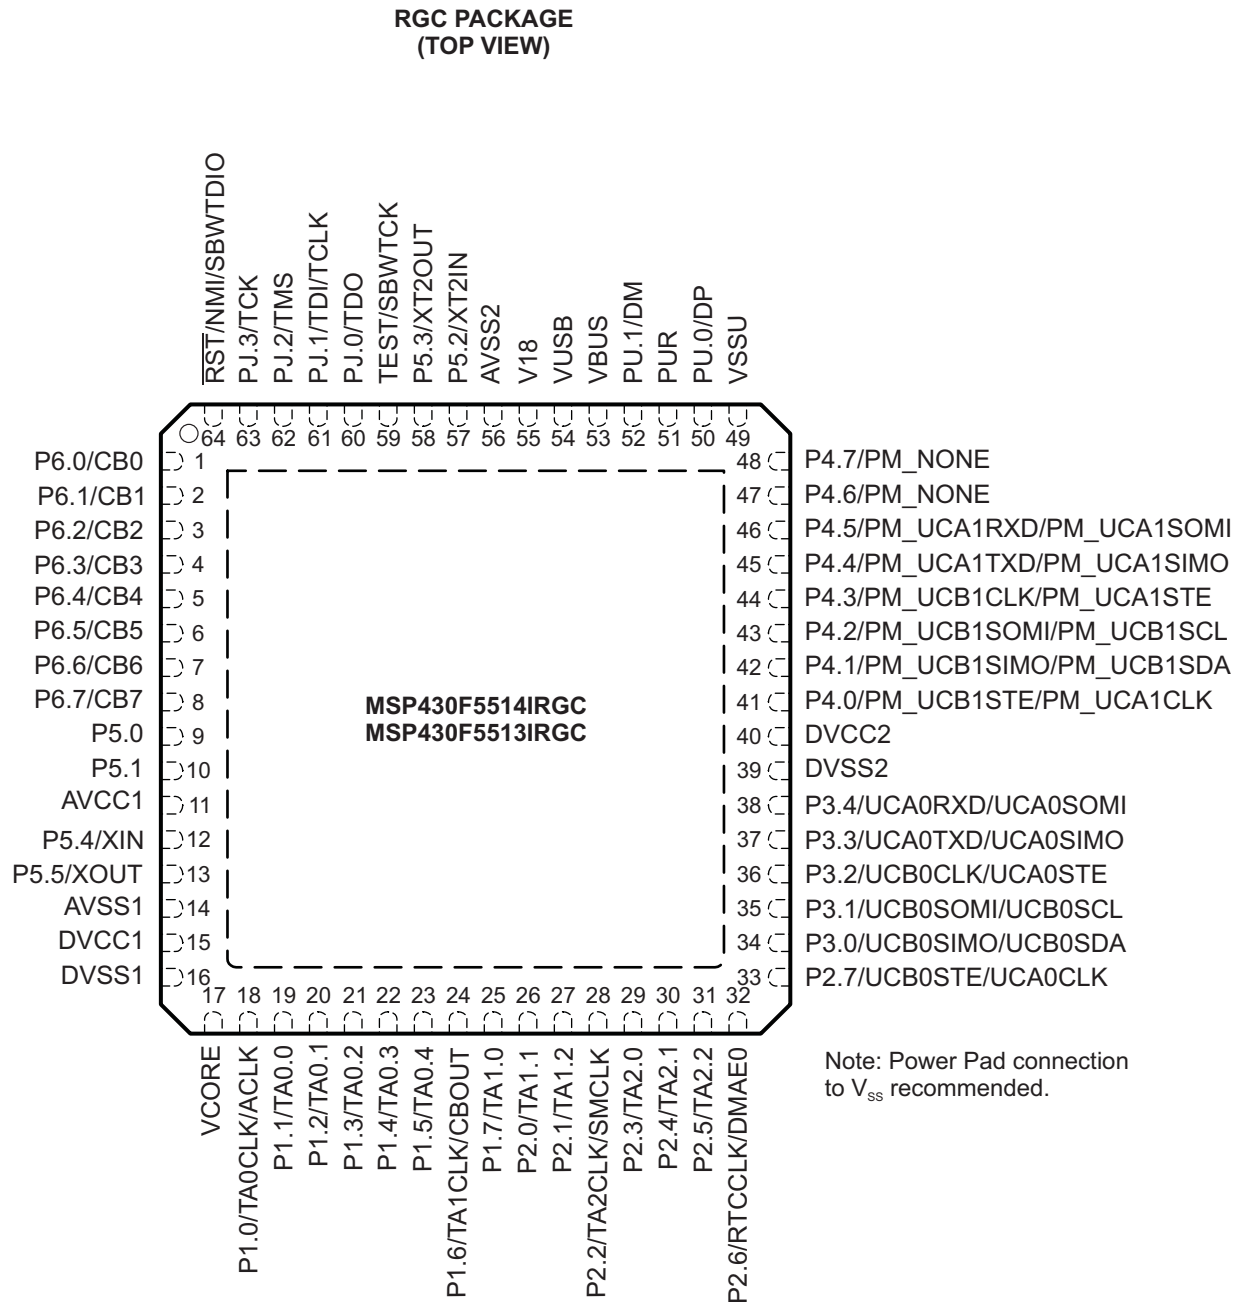 RGC PACKAGE
(TOP VIEW)
RST/NMI/SBWTDIO
PJ.3/TCK
PJ.2/TMS
PJ.1/TDI/TCLK
PJ.0/TDO
TEST/SBWTCK
P5.3/XT2OUT
P5.2/XT2IN
AVSS2
V18
VUSB
VBUS
PU.1/DM
PUR
PU.0/DP
VSSU
64 63 62 61 60 59 58 57 56 55 54 53 52 51 50 49
P6.0/CB0 1
P6.1/CB1 2
P6.2/CB2 3
P6.3/CB3 4
P6.4/CB4 5
P6.5/CB5 6
P6.6/CB6 7
P6.7/CB7 8
P5.0 9
P5.1 10
AVCC1 11
P5.4/XIN 12
P5.5/XOUT 13
AVSS1 14
DVCC1 15
DVSS1 16
MSP430F5514IRGC
MSP430F5513IRGC
48 P4.7/PM_NONE
47 P4.6/PM_NONE
46 P4.5/PM_UCA1RXD/PM_UCA1SOMI
45 P4.4/PM_UCA1TXD/PM_UCA1SIMO
44 P4.3/PM_UCB1CLK/PM_UCA1STE
43 P4.2/PM_UCB1SOMI/PM_UCB1SCL
42 P4.1/PM_UCB1SIMO/PM_UCB1SDA
41 P4.0/PM_UCB1STE/PM_UCA1CLK
40 DVCC2
39 DVSS2
38 P3.4/UCA0RXD/UCA0SOMI
37 P3.3/UCA0TXD/UCA0SIMO
36 P3.2/UCB0CLK/UCA0STE
35 P3.1/UCB0SOMI/UCB0SCL
34 P3.0/UCB0SIMO/UCB0SDA
33 P2.7/UCB0STE/UCA0CLK
17 18 19 20 21 22 23 24 25 26 27 28 29 30 31 32
VCORE
P1.0/TA0CLK/ACLK
P1.1/TA0.0
P1.2/TA0.1
P1.3/TA0.2
P1.4/TA0.3
P1.5/TA0.4
P1.6/TA1CLK/CBOUT
P1.7/TA1.0
P2.0/TA1.1
P2.1/TA1.2
P2.2/TA2CLK/SMCLK
P2.3/TA2.0
P2.4/TA2.1
P2.5/TA2.2
P2.6/RTCCLK/DMAE0
Note: Power Pad connection
to Vss recommended.